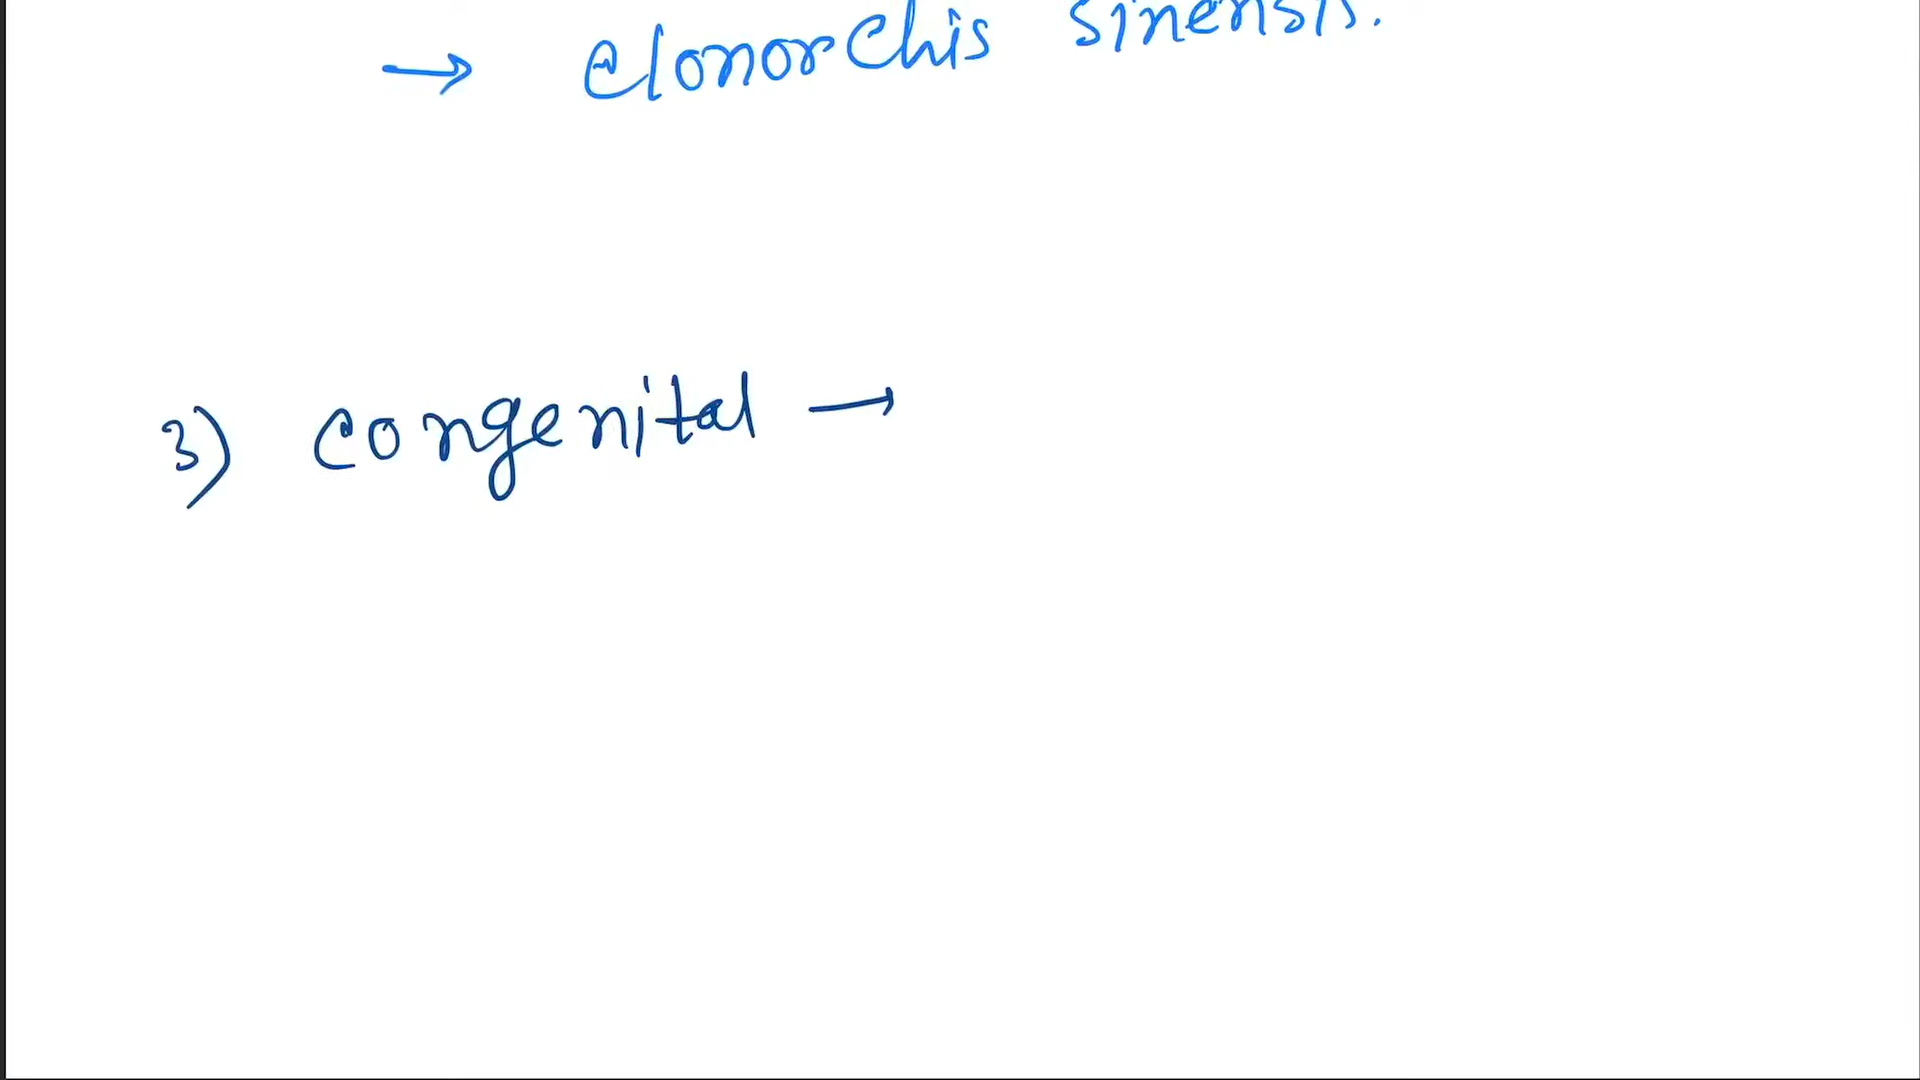 → Clonorchis sinensis.
3) Congenital →